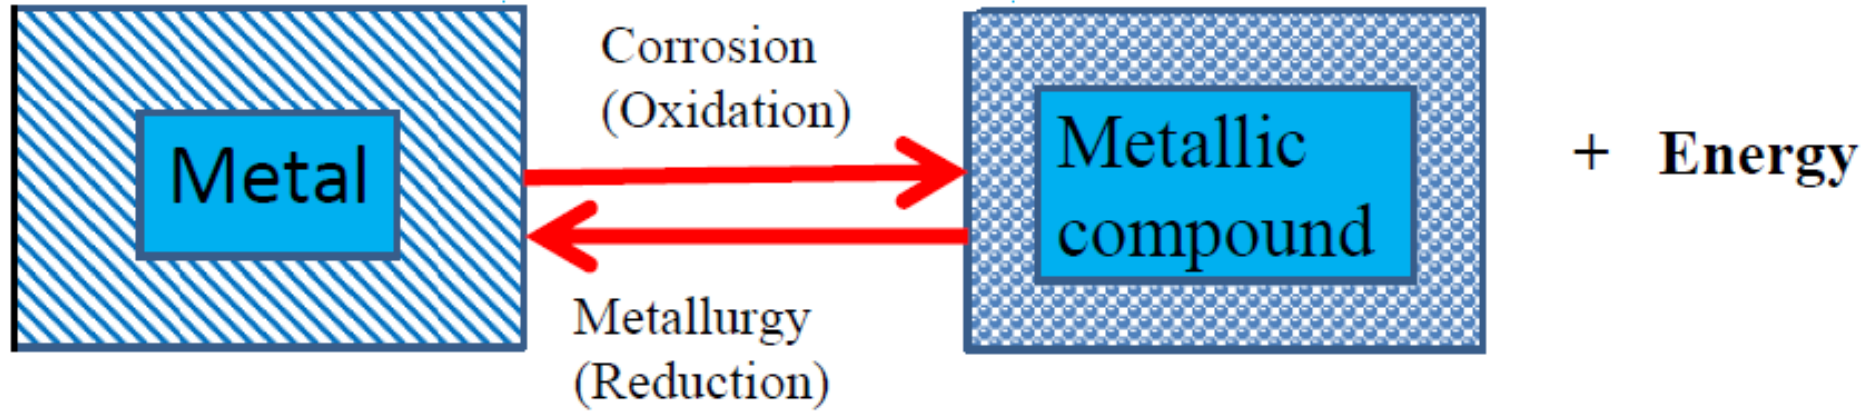 Metal
Corrosion
(Oxidation)
Metallurgy
(Reduction)
Metallic
compound
+ Energy